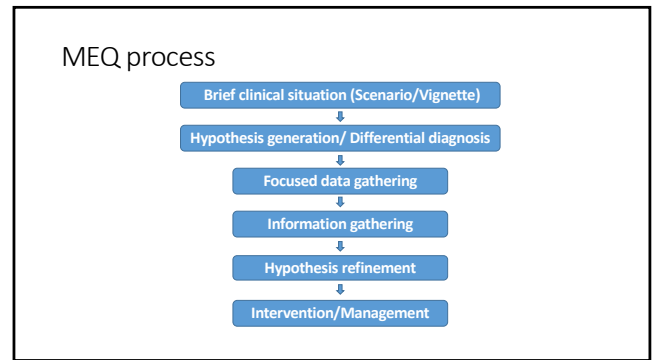 MEQ process
Brief clinical situation (Scenario/Vignette)
Hypothesis generation/ Differential diagnosis
Focused data gathering
Information gathering
Hypothesis refinement
Intervention/Management